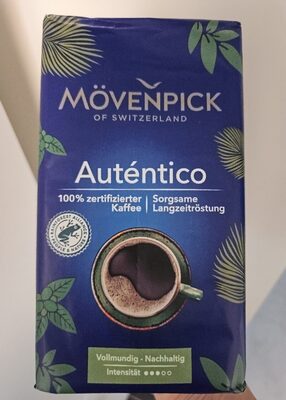 MÖVENPICK
OF SWITZERLAND
Auténtico
100% zertifizierter Kaffee
Sorgsame Langzeitröstung
Vollmundig - Nachhaltig
Intensität